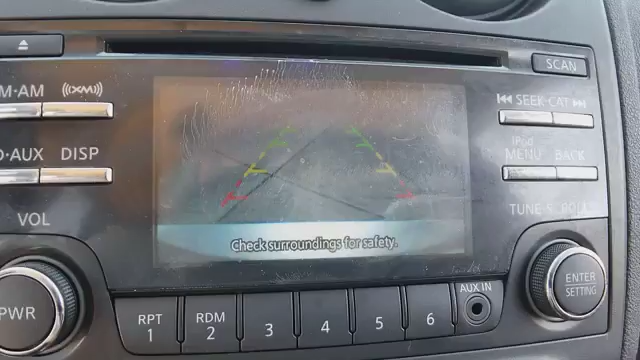 SCAN
M·AM
((XM))
SEEK·CAT
D·AUX
DISP
iPod
MENU
BACK
VOL
TUNE·SCROLL
Check surroundings for safety.
PWR
RPT
1
RDM
2
3
4
5
6
AUX IN
ENTER
SETTING